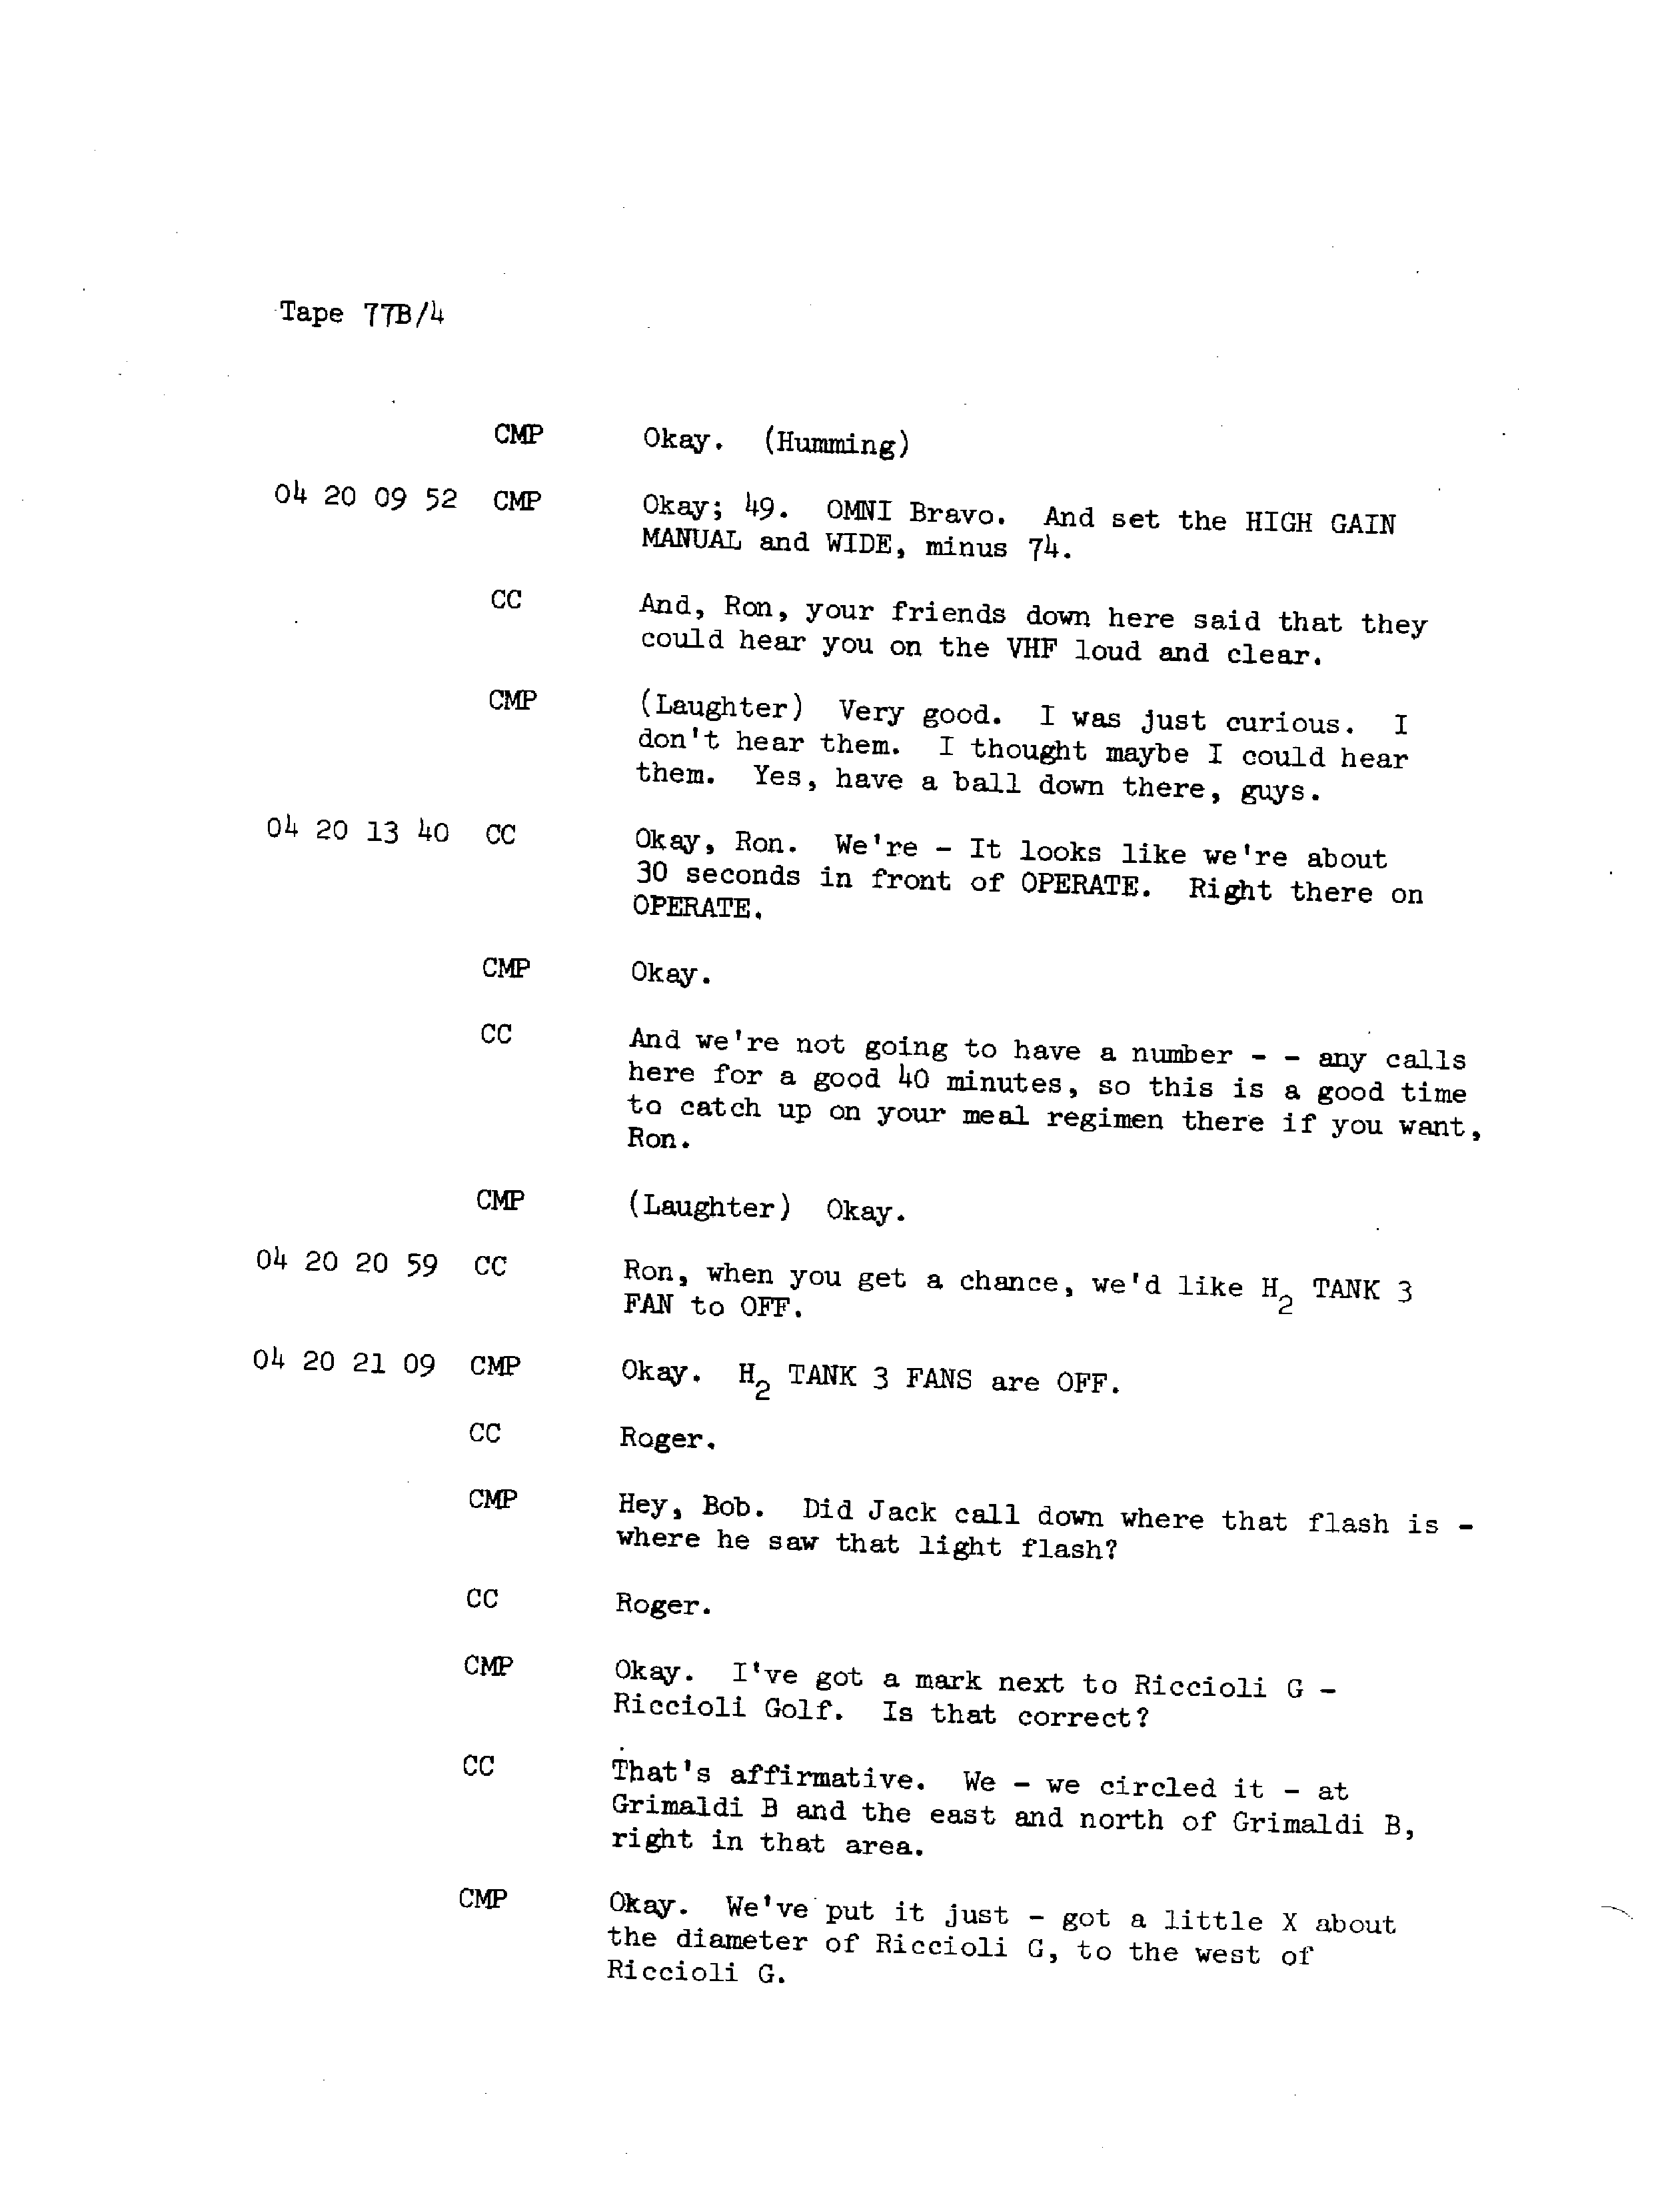 Tape 77B/4
CMP Okay. (Humming)
04 20 09 52 CMP Okay; 49. OMNI Bravo. And set the HIGH GAIN
MANUAL and WIDE, minus 74.
CC And, Ron, your friends down here said that they
could hear you on the VHF loud and clear.
CMP (Laughter) Very good. I was just curious. I
don't hear them. I thought maybe I could hear
them. Yes, have a ball down there, guys.
04 20 13 40 CC Okay, Ron. We're - It looks like we're about
30 seconds in front of OPERATE. Right there on
OPERATE.
CMP Okay.
CC And we're not going to have a number - - any calls
here for a good 40 minutes, so this is a good time
to catch up on your meal regimen there if you want,
Ron.
CMP (Laughter) Okay.
04 20 20 59 CC Ron, when you get a chance, we'd like H2 TANK 3
FAN to OFF.
04 20 21 09 CMP Okay. H2 TANK 3 FANS are OFF.
CC Roger.
CMP Hey, Bob. Did Jack call down where that flash is -
where he saw that light flash?
CC Roger.
CMP Okay. I've got a mark next to Riccioli G -
Riccioli Golf. Is that correct?
CC That's affirmative. We - we circled it - at
Grimaldi B and the east and north of Grimaldi B,
right in that area.
CMP Okay. We've put it just - got a little X about
the diameter of Riccioli G, to the west of
Riccioli G.